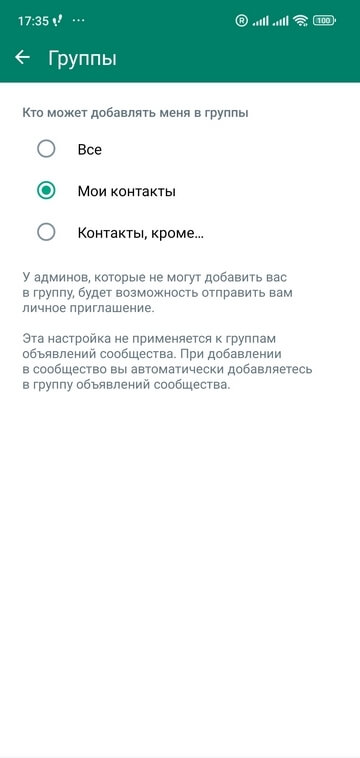 17:35
Группы
Кто может добавлять меня в группы
Все
Мои контакты
Контакты, кроме...
У админов, которые не могут добавить вас
в группу, будет возможность отправить вам
личное приглашение.
Эта настройка не применяется к группам
объявлений сообщества. При добавлении
в сообщество вы автоматически добавляетесь
в группу объявлений сообщества.
® 100